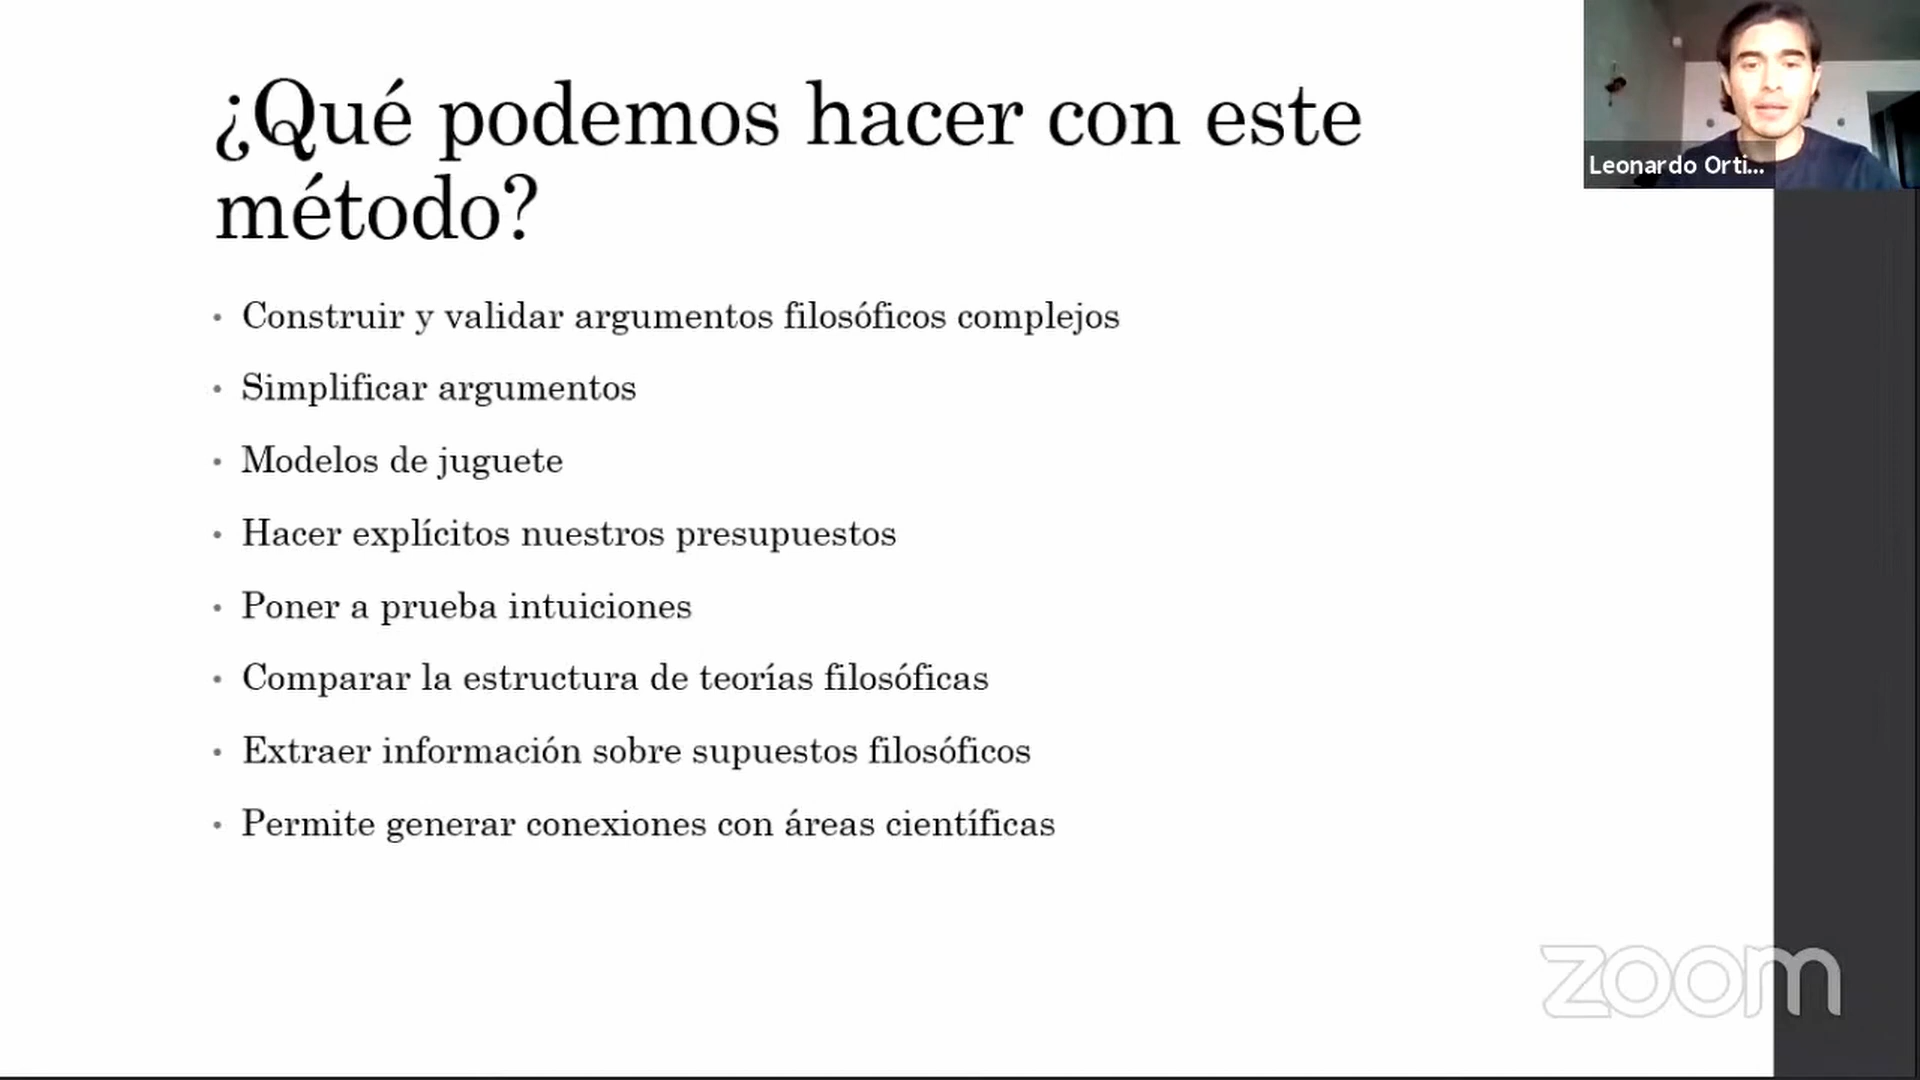 ¿Qué podemos hacer con este
método?
• Construir y validar argumentos filosóficos complejos
• Simplificar argumentos
• Modelos de juguete
• Hacer explícitos nuestros presupuestos
• Poner a prueba intuiciones
• Comparar la estructura de teorías filosóficas
• Extraer información sobre supuestos filosóficos
• Permite generar conexiones con áreas científicas
Leonardo Orti...
zoom